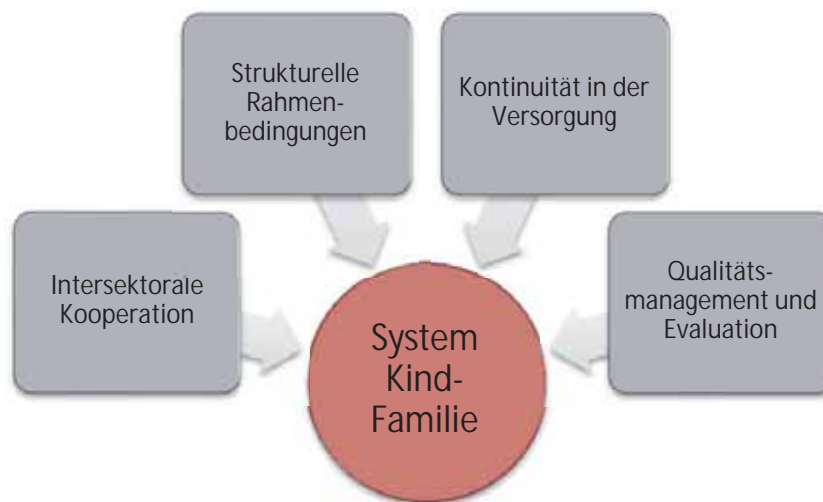 Strukturelle
Rahmen-
bedingungen
Kontinuität in der
Versorgung
Intersektorale
Kooperation
Qualitäts-
management und
Evaluation
System
Kind-
Familie